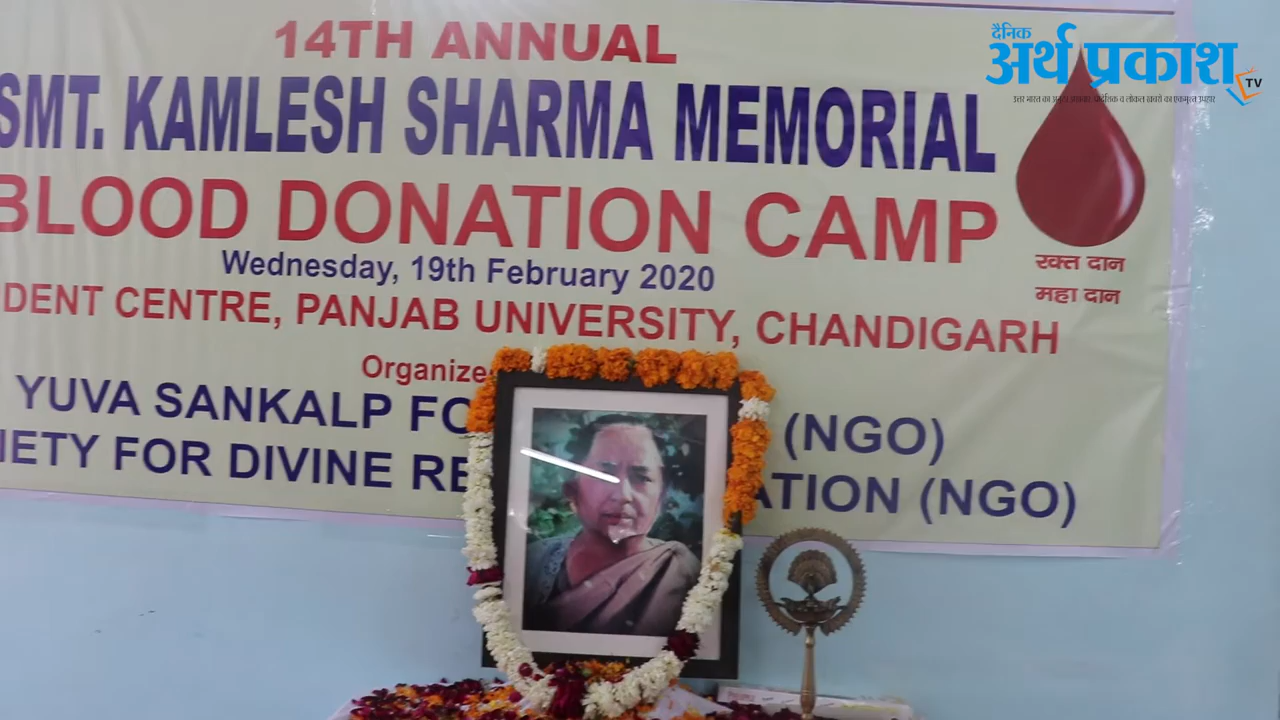 14TH ANNUAL
SMT. KAMLESH SHARMA MEMORIAL
BLOOD DONATION CAMP
Wednesday, 19th February 2020
DENT CENTRE, PANJAB UNIVERSITY, CHANDIGARH
Organize
YUVA SANKALP FO (NGO)
IETY FOR DIVINE RE ATION (NGO)
रक्त दान
महा दान
दैनिक
अर्थ प्रकाश
TV